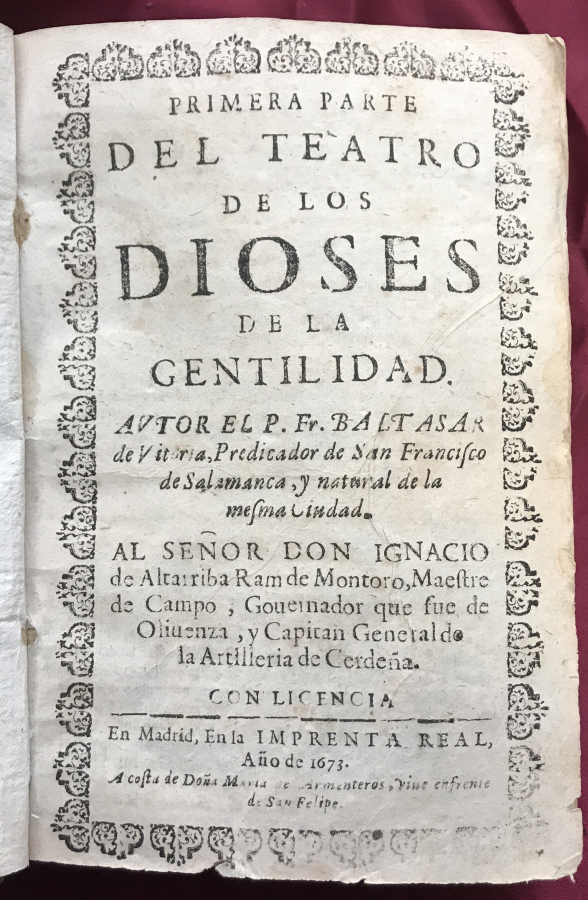 PRIMERA PARTE
DEL TEATRO
DE LOS
DIOSES
DE LA
GENTILIDAD.
AVTOR EL P. Fr. BALTASAR
de Vitoria, Predicador de San Franciſco
de Salamanca, y natural de la
meſma Ciudad.
AL SEÑOR DON IGNACIO
de Altarriba Ram de Montoro, Maeſtre
de Campo, Gouernador que fue de
Oliuenza, y Capitan General de
la Artilleria de Cerdeña.
CON LICENCIA
En Madrid, En la IMPRENTA REAL,
Año de 1673.
A coſta de Doña Maria de Armenteros, viue enfrente
de San Felipe.